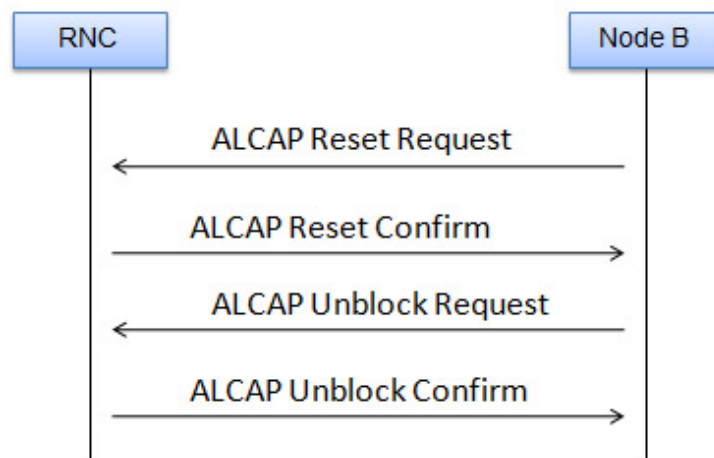 RNC
Node B
ALCAP Reset Request
ALCAP Reset Confirm
ALCAP Unblock Request
ALCAP Unblock Confirm